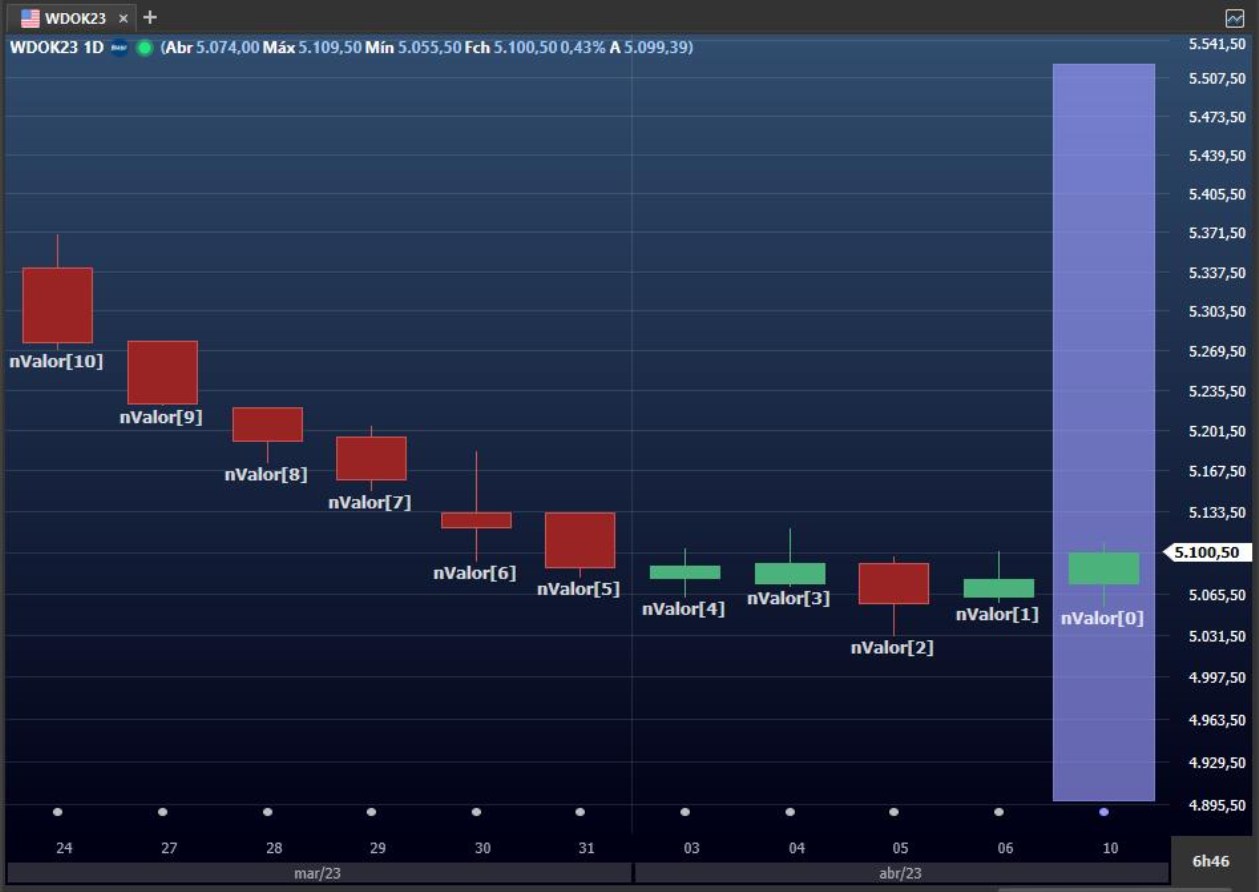 WDOK23 × +
WDOK23 1D (Abr 5.074,00 Máx 5.109,50 Mín 5.055,50 Fch 5.100,50 0,43% A 5.099,39)
5.541,50
5.507,50
5.473,50
5.439,50
5.405,50
5.371,50
5.337,50
5.303,50
5.269,50
5.235,50
5.201,50
5.167,50
5.133,50
5.100,50
5.065,50
5.031,50
4.997,50
4.963,50
4.929,50
4.895,50
nValor[10]
nValor[9]
nValor[8]
nValor[7]
nValor[6]
nValor[5]
nValor[4]
nValor[3]
nValor[2]
nValor[1]
nValor[0]
24 27 28 29 30 31 03 04 05 06 10
mar/23 abr/23
6h46